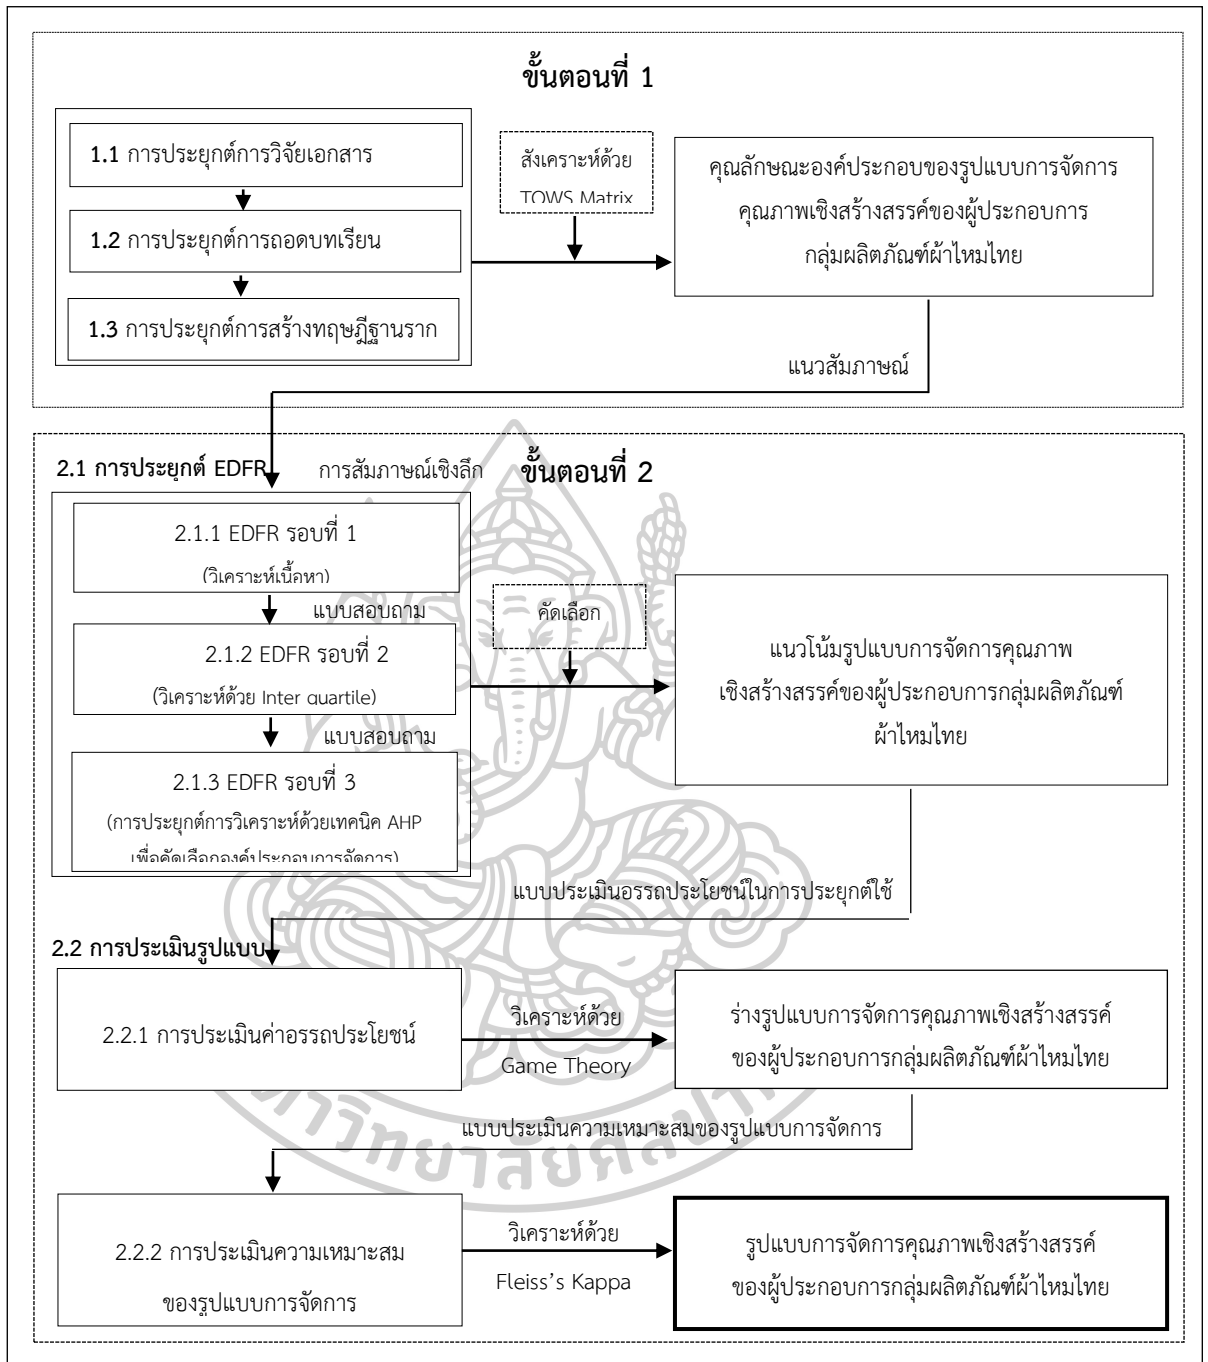 ขั้นตอนที่ 1
1.1 การประยุกต์การวิจัยเอกสาร
1.2 การประยุกต์การถอดบทเรียน
1.3 การประยุกต์การสร้างทฤษฎีฐานราก
สังเคราะห์ด้วย
TOWS Matrix
คุณลักษณะองค์ประกอบของรูปแบบการจัดการ
คุณภาพเชิงสร้างสรรค์ของผู้ประกอบการ
กลุ่มผลิตภัณฑ์ผ้าไหมไทย
แนวสัมภาษณ์
ขั้นตอนที่ 2
2.1 การประยุกต์ EDFR
การสัมภาษณ์เชิงลึก
2.1.1 EDFR รอบที่ 1
(วิเคราะห์เนื้อหา)
แบบสอบถาม
2.1.2 EDFR รอบที่ 2
(วิเคราะห์ด้วย Inter quartile)
แบบสอบถาม
2.1.3 EDFR รอบที่ 3
(การประยุกต์การวิเคราะห์ด้วยเทคนิค AHP
เพื่อคัดเลือกองค์ประกอบการจัดการ)
คัดเลือก
แนวโน้มรูปแบบการจัดการคุณภาพ
เชิงสร้างสรรค์ของผู้ประกอบการกลุ่มผลิตภัณฑ์
ผ้าไหมไทย
แบบประเมินอรรถประโยชน์ในการประยุกต์ใช้
2.2 การประเมินรูปแบบ
2.2.1 การประเมินค่าอรรถประโยชน์
วิเคราะห์ด้วย
Game Theory
ร่างรูปแบบการจัดการคุณภาพเชิงสร้างสรรค์
ของผู้ประกอบการกลุ่มผลิตภัณฑ์ผ้าไหมไทย
แบบประเมินความเหมาะสมของรูปแบบการจัดการ
2.2.2 การประเมินความเหมาะสม
ของรูปแบบการจัดการ
วิเคราะห์ด้วย
Fleiss's Kappa
รูปแบบการจัดการคุณภาพเชิงสร้างสรรค์
ของผู้ประกอบการกลุ่มผลิตภัณฑ์ผ้าไหมไทย